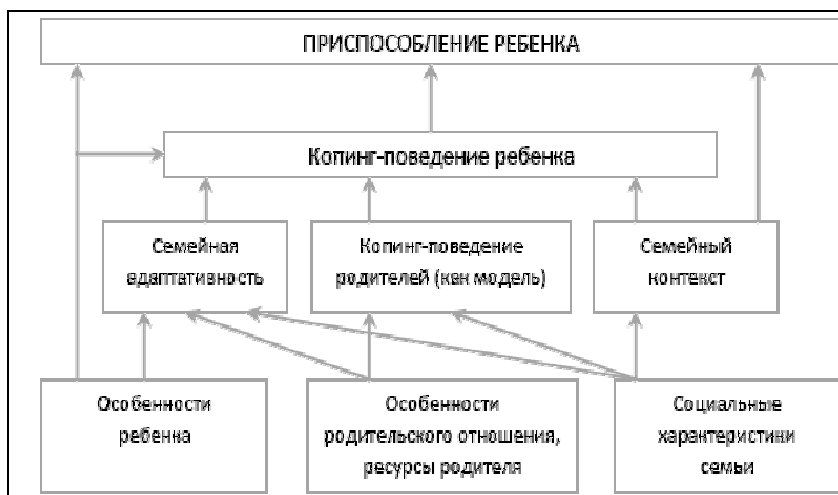 ПРИСПОСОБЛЕНИЕ РЕБЕНКА
Копинг-поведение ребенка
Семейная
адаптативность
Копинг-поведение
родителей (как модель)
Семейный
контекст
Особенности
ребенка
Особенности
родительского отношения,
ресурсы родителя
Социальные
характеристики
семьи